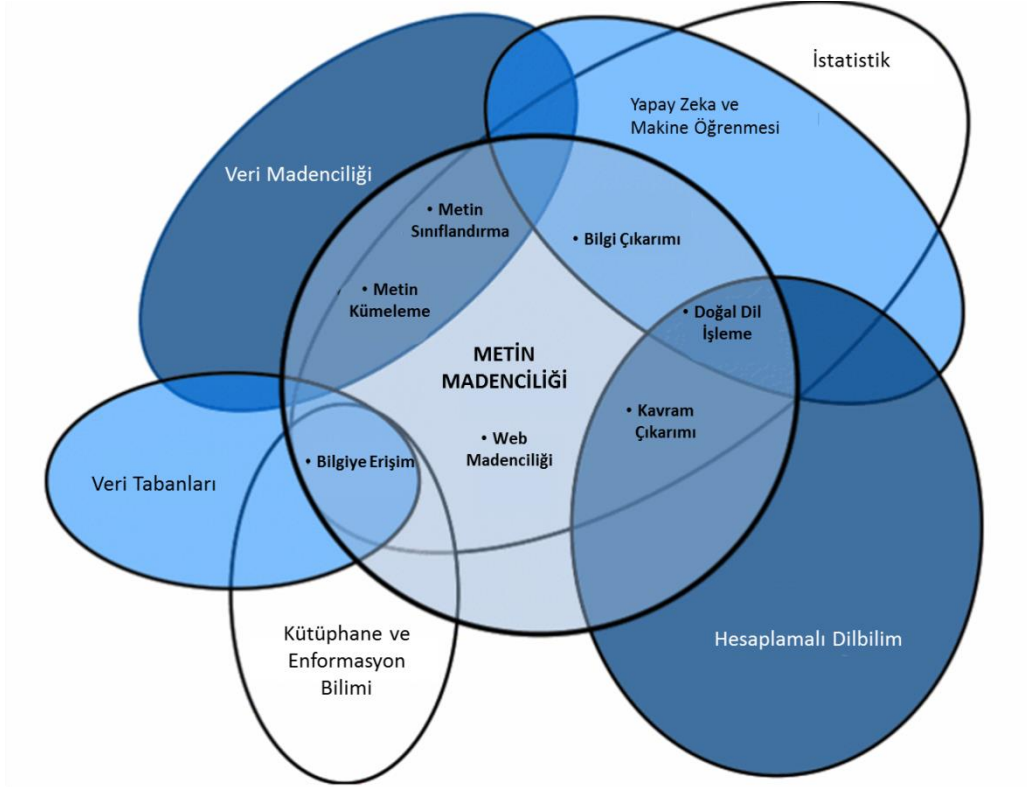 İstatistik
Yapay Zeka ve
Makine Öğrenmesi
Veri Madenciliği
• Metin
Sınıflandırma
• Bilgi Çıkarımı
• Metin
Kümeleme
• Doğal Dil
İşleme
METİN
MADENCİLİĞİ
• Kavram
Çıkarımı
• Web
Madenciliği
• Bilgiye Erişim
Veri Tabanları
Kütüphane ve
Enformasyon
Bilimi
Hesaplamalı Dilbilim